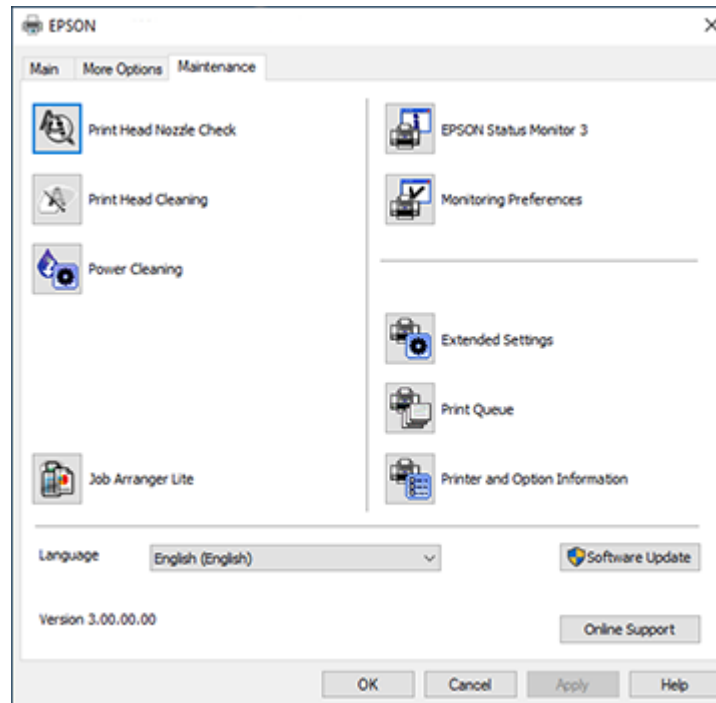 EPSON
Main
More Options
Maintenance
Print Head Nozzle Check
Print Head Cleaning
Power Cleaning
Job Arranger Lite
EPSON Status Monitor 3
Monitoring Preferences
Extended Settings
Print Queue
Printer and Option Information
Language
English (English)
Software Update
Version 3.00.00.00
Online Support
OK
Cancel
Apply
Help